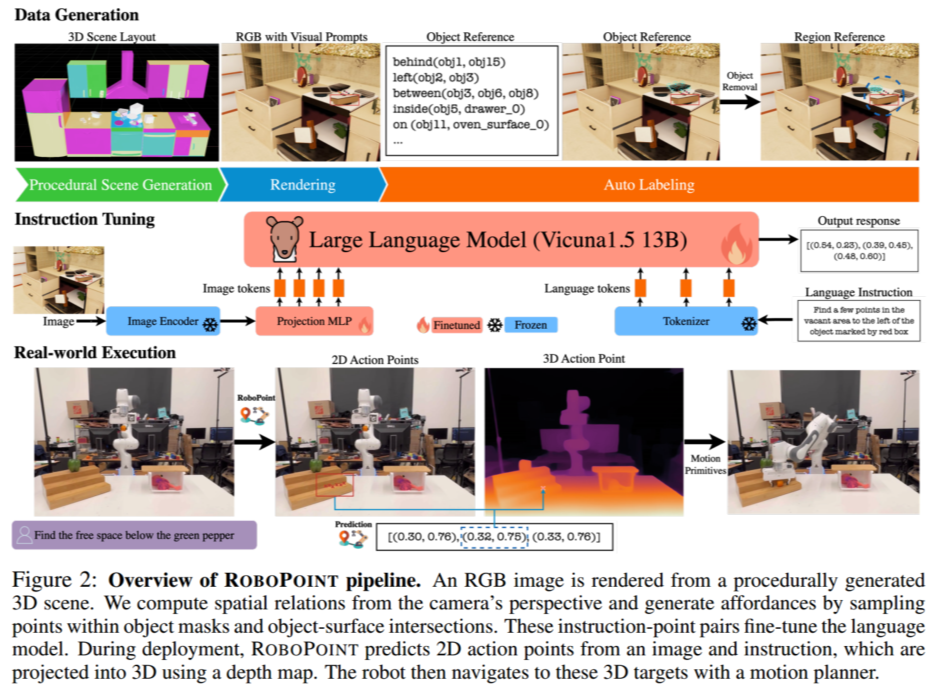 Data Generation
3D Scene Layout
RGB with Visual Prompts
Object Reference
Object Reference
Region Reference
behind(obj1, obj15)
left(obj2, obj3)
between(obj3, obj6, obj8)
inside(obj5, drawer_0)
on (obj11, oven_surface_0)
...
Object
Removal
Procedural Scene Generation
Rendering
Auto Labeling
Instruction Tuning
Large Language Model (Vicuna1.5 13B)
Output response
[(0.54, 0.23), (0.39, 0.45),
(0.48, 0.60)]
Image tokens
Language tokens
Language Instruction
Image
Image Encoder
Projection MLP
Finetuned
Frozen
Tokenizer
Find a few points in the
vacant area to the left of the
object marked by red box
Real-world Execution
2D Action Points
3D Action Point
RoboPoint
Motion
Primitives
Find the free space below the green pepper
Prediction
[(0.30, 0.76), (0.32, 0.75), (0.33, 0.76)]
Figure 2: Overview of ROBOPOINT pipeline. An RGB image is rendered from a procedurally generated
3D scene. We compute spatial relations from the camera's perspective and generate affordances by sampling
points within object masks and object-surface intersections. These instruction-point pairs fine-tune the language
model. During deployment, ROBOPOINT predicts 2D action points from an image and instruction, which are
projected into 3D using a depth map. The robot then navigates to these 3D targets with a motion planner.